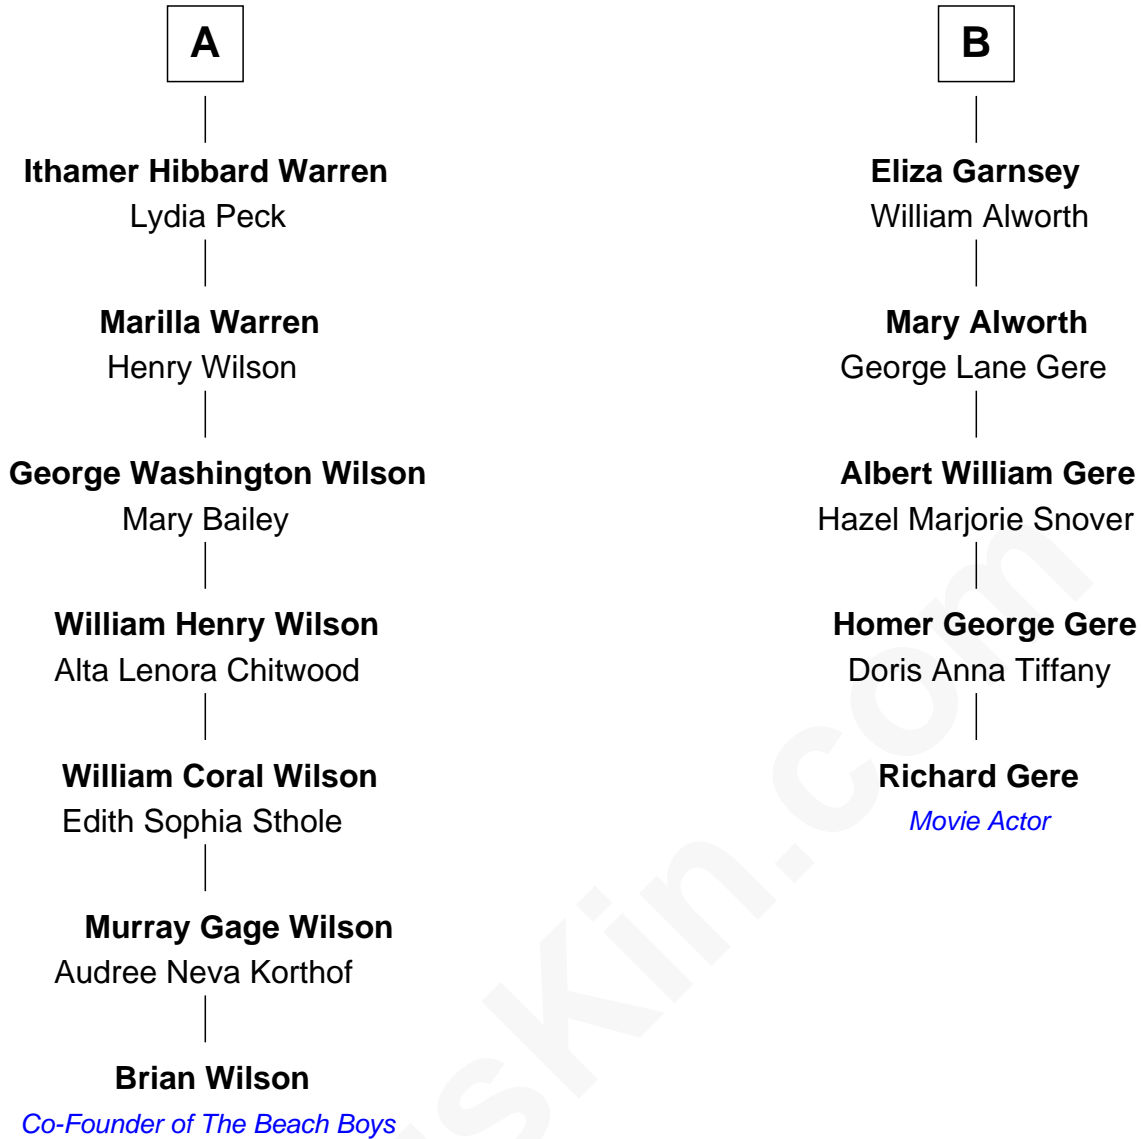 A
Ithamer Hibbard Warren
Lydia Peck
Marilla Warren
Henry Wilson
George Washington Wilson
Mary Bailey
William Henry Wilson
Alta Lenora Chitwood
William Coral Wilson
Edith Sophia Sthole
Murray Gage Wilson
Audree Neva Korthof
Brian Wilson
Co-Founder of The Beach Boys
B
Eliza Garnsey
William Alworth
Mary Alworth
George Lane Gere
Albert William Gere
Hazel Marjorie Snover
Homer George Gere
Doris Anna Tiffany
Richard Gere
Movie Actor